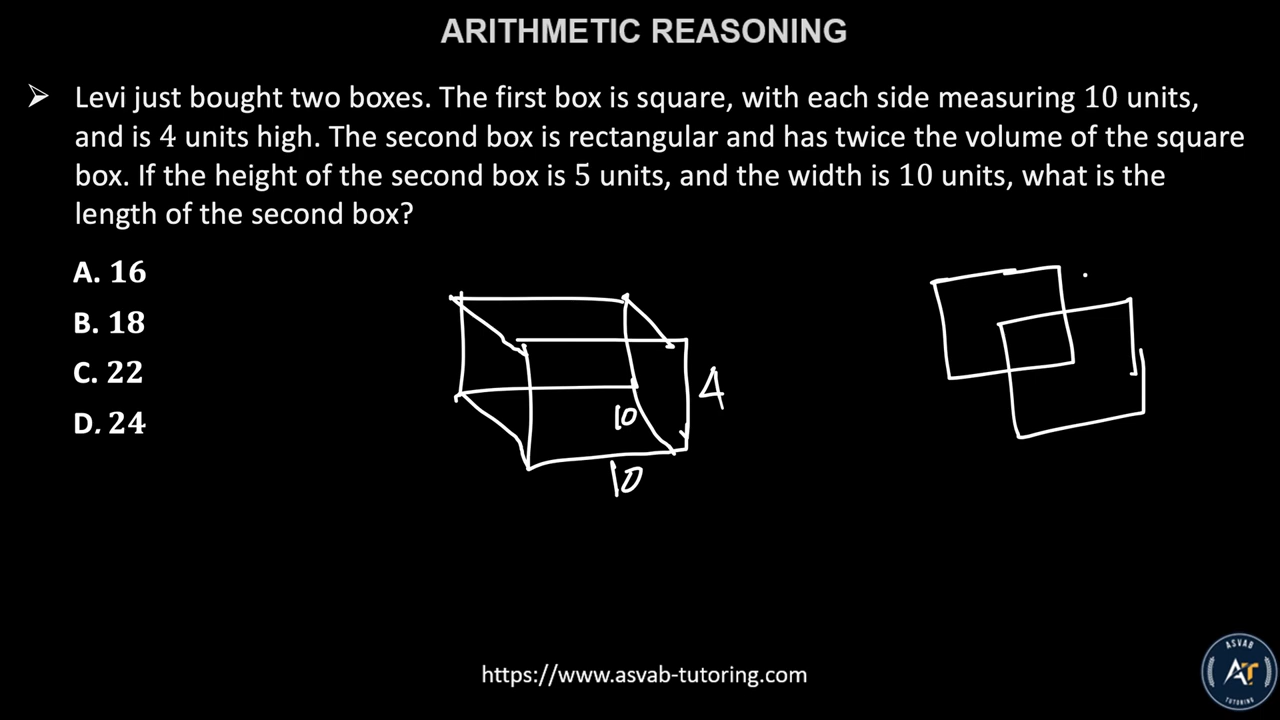 ARITHMETIC REASONING
➢ Levi just bought two boxes. The first box is square, with each side measuring 10 units,
and is 4 units high. The second box is rectangular and has twice the volume of the square
box. If the height of the second box is 5 units, and the width is 10 units, what is the
length of the second box?
A. 16
B. 18
C. 22
D. 24
4
10
10
https://www.asvab-tutoring.com
ASVAB
AT
TUTORING